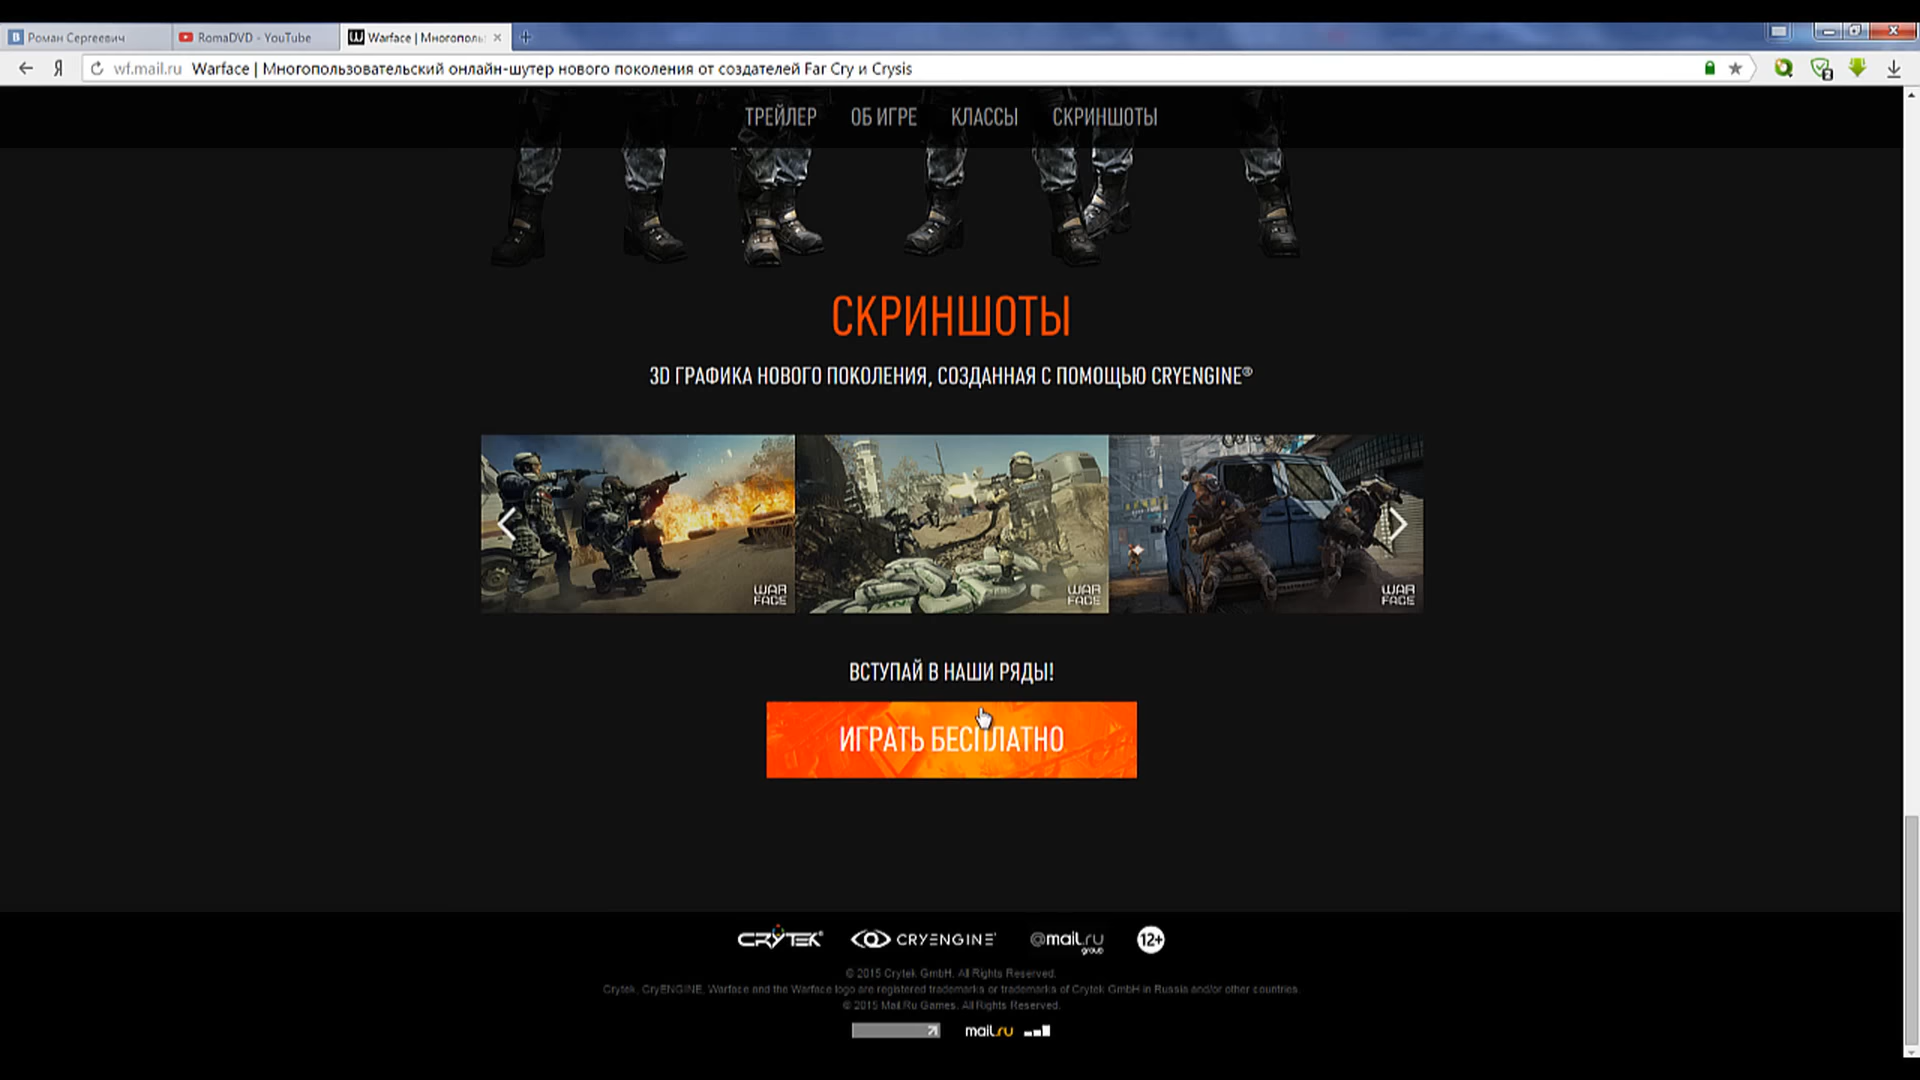 Роман Сергеевич
RomaDVD - YouTube
Warface | Многополь
wf.mail.ru Warface | Многопользовательский онлайн-шутер нового поколения от создателей Far Cry и Crysis
ТРЕЙЛЕР ОБ ИГРЕ КЛАССЫ СКРИНШОТЫ
СКРИНШОТЫ
3D ГРАФИКА НОВОГО ПОКОЛЕНИЯ, СОЗДАННАЯ С ПОМОЩЬЮ CRYENGINE®
WAR FACE
WAR FACE
WAR FACE
ВСТУПАЙ В НАШИ РЯДЫ!
ИГРАТЬ БЕСПЛАТНО
CRYTEK® CRYENGINE® @mail.ru group 12+
© 2015 Crytek GmbH. All Rights Reserved.
Crytek, CryENGINE, Warface and the Warface logo are registered trademarks or trademarks of Crytek GmbH in Russia and/or other countries.
© 2015 Mail.Ru Games. All Rights Reserved.
mail.ru